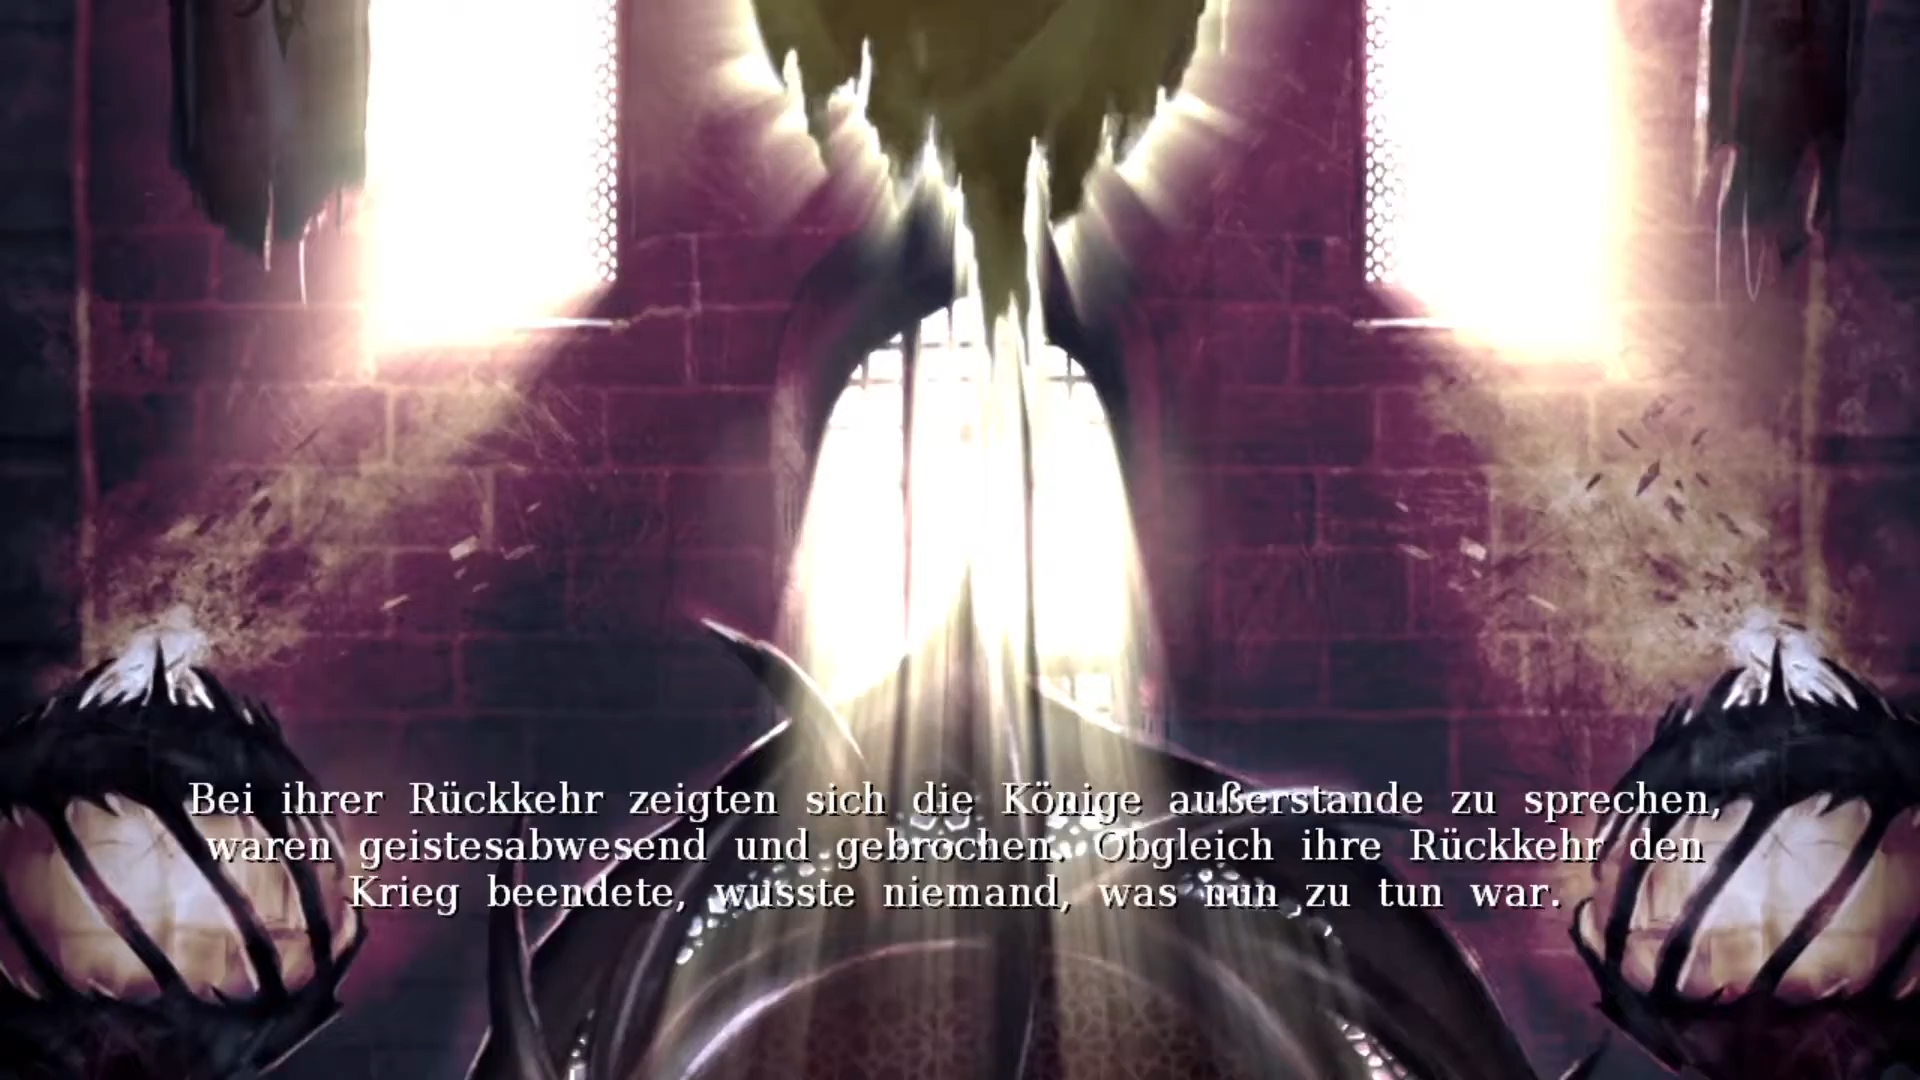 Bei ihrer Rückkehr zeigten sich die Könige außerstande zu sprechen,
waren geistesabwesend und gebrochen. Obgleich ihre Rückkehr den
Krieg beendete, wusste niemand, was nun zu tun war.